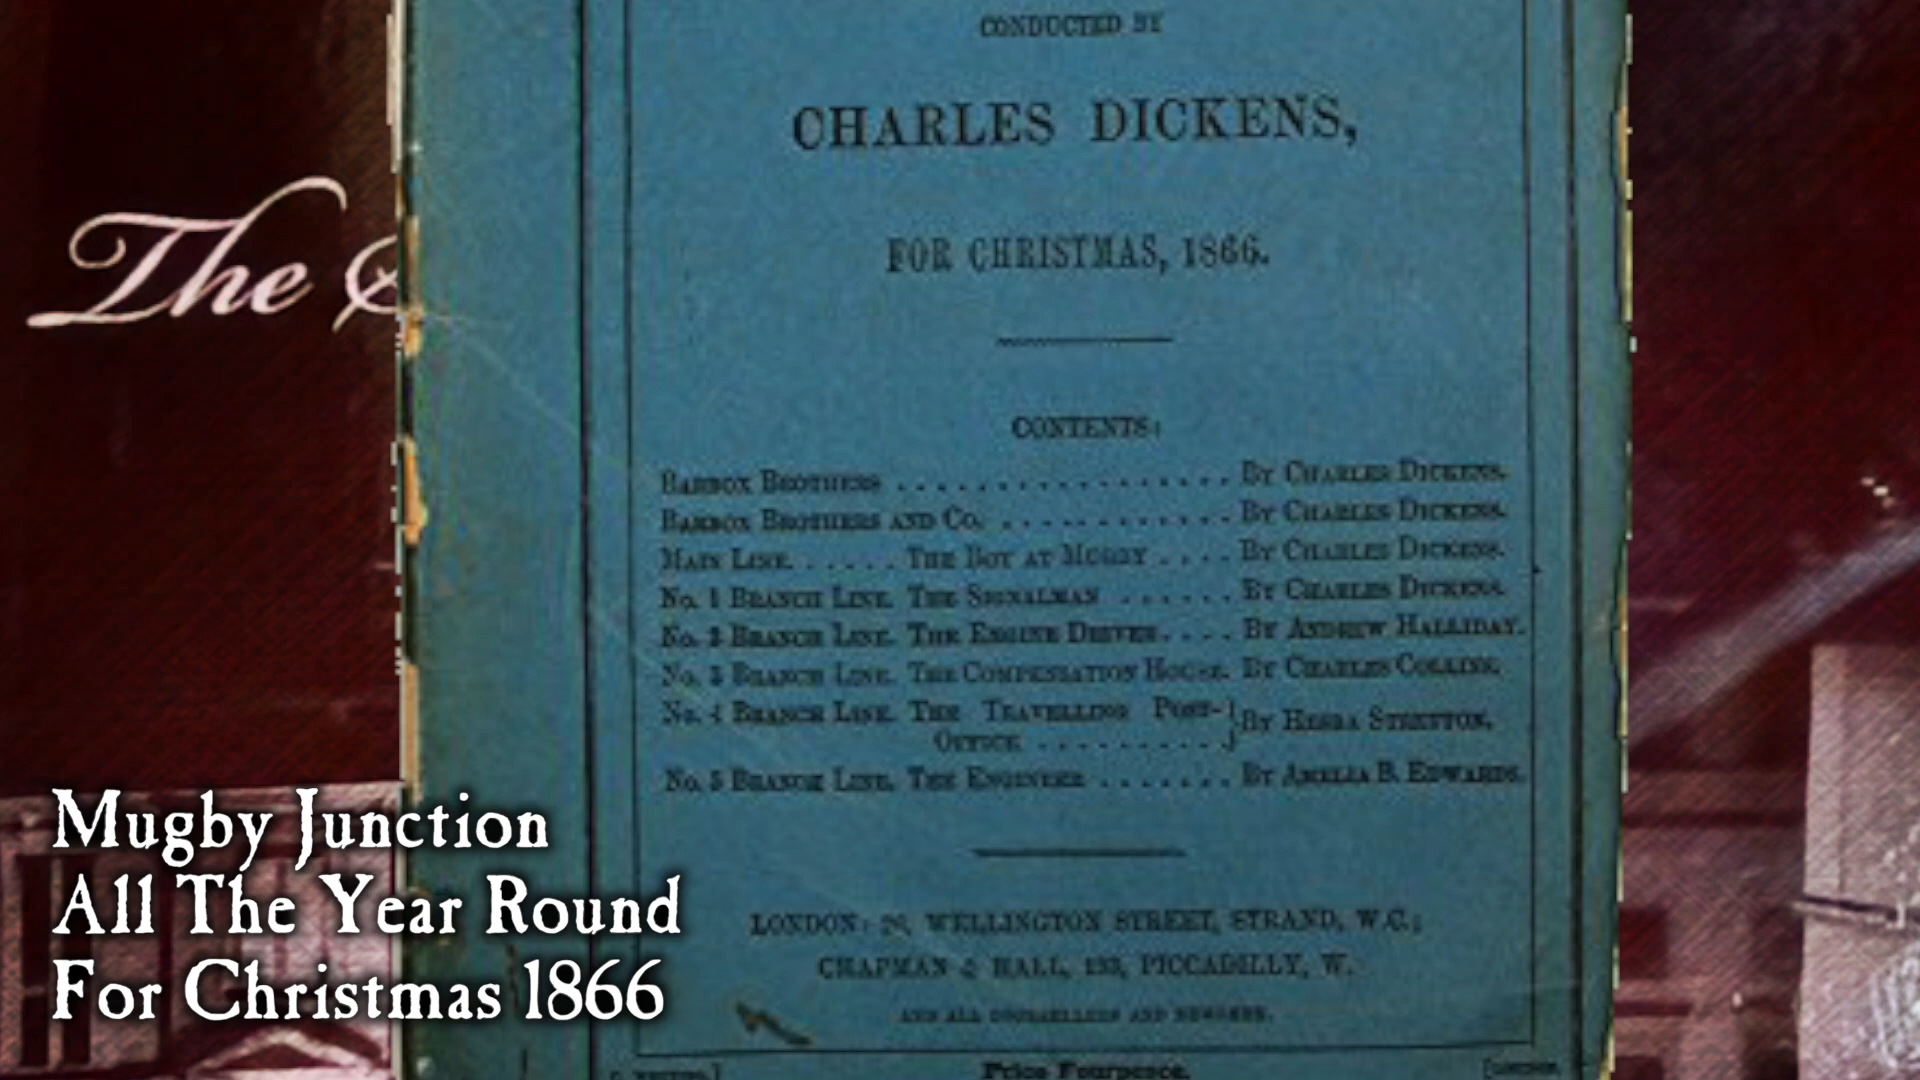 The
CONDUCTED BY
CHARLES DICKENS,
FOR CHRISTMAS, 1866.
CONTENTS:
BARBOX BROTHERS . . . . . . . . . . . . . . . . . BY CHARLES DICKENS.
BARBOX BROTHERS AND CO. . . . . . . . . . . . . BY CHARLES DICKENS.
MAIN LINE. . . . . . THE BOY AT MUGBY . . . . BY CHARLES DICKENS.
No. 1 BRANCH LINE. THE SIGNALMAN . . . . . . BY CHARLES DICKENS.
No. 2 BRANCH LINE. THE ENGINE DRIVER. . . . BY ANDREW HALLIDAY.
No. 3 BRANCH LINE. THE COMPENSATION HOUSE. BY CHARLES COLLINS.
No. 4 BRANCH LINE. THE TRAVELLING POST- } BY HESBA STRETTON.
OFFICE . . . . . . . . . .
No. 5 BRANCH LINE. THE ENGINEER . . . . . . . BY AMELIA B. EDWARDS.
LONDON: 26, WELLINGTON STREET, STRAND, W.C.;
CHAPMAN & HALL, 193, PICCADILLY, W.
AND ALL BOOKSELLERS AND NEWSMEN.
Price Fourpence.
Mugby Junction
All The Year Round
For Christmas 1866